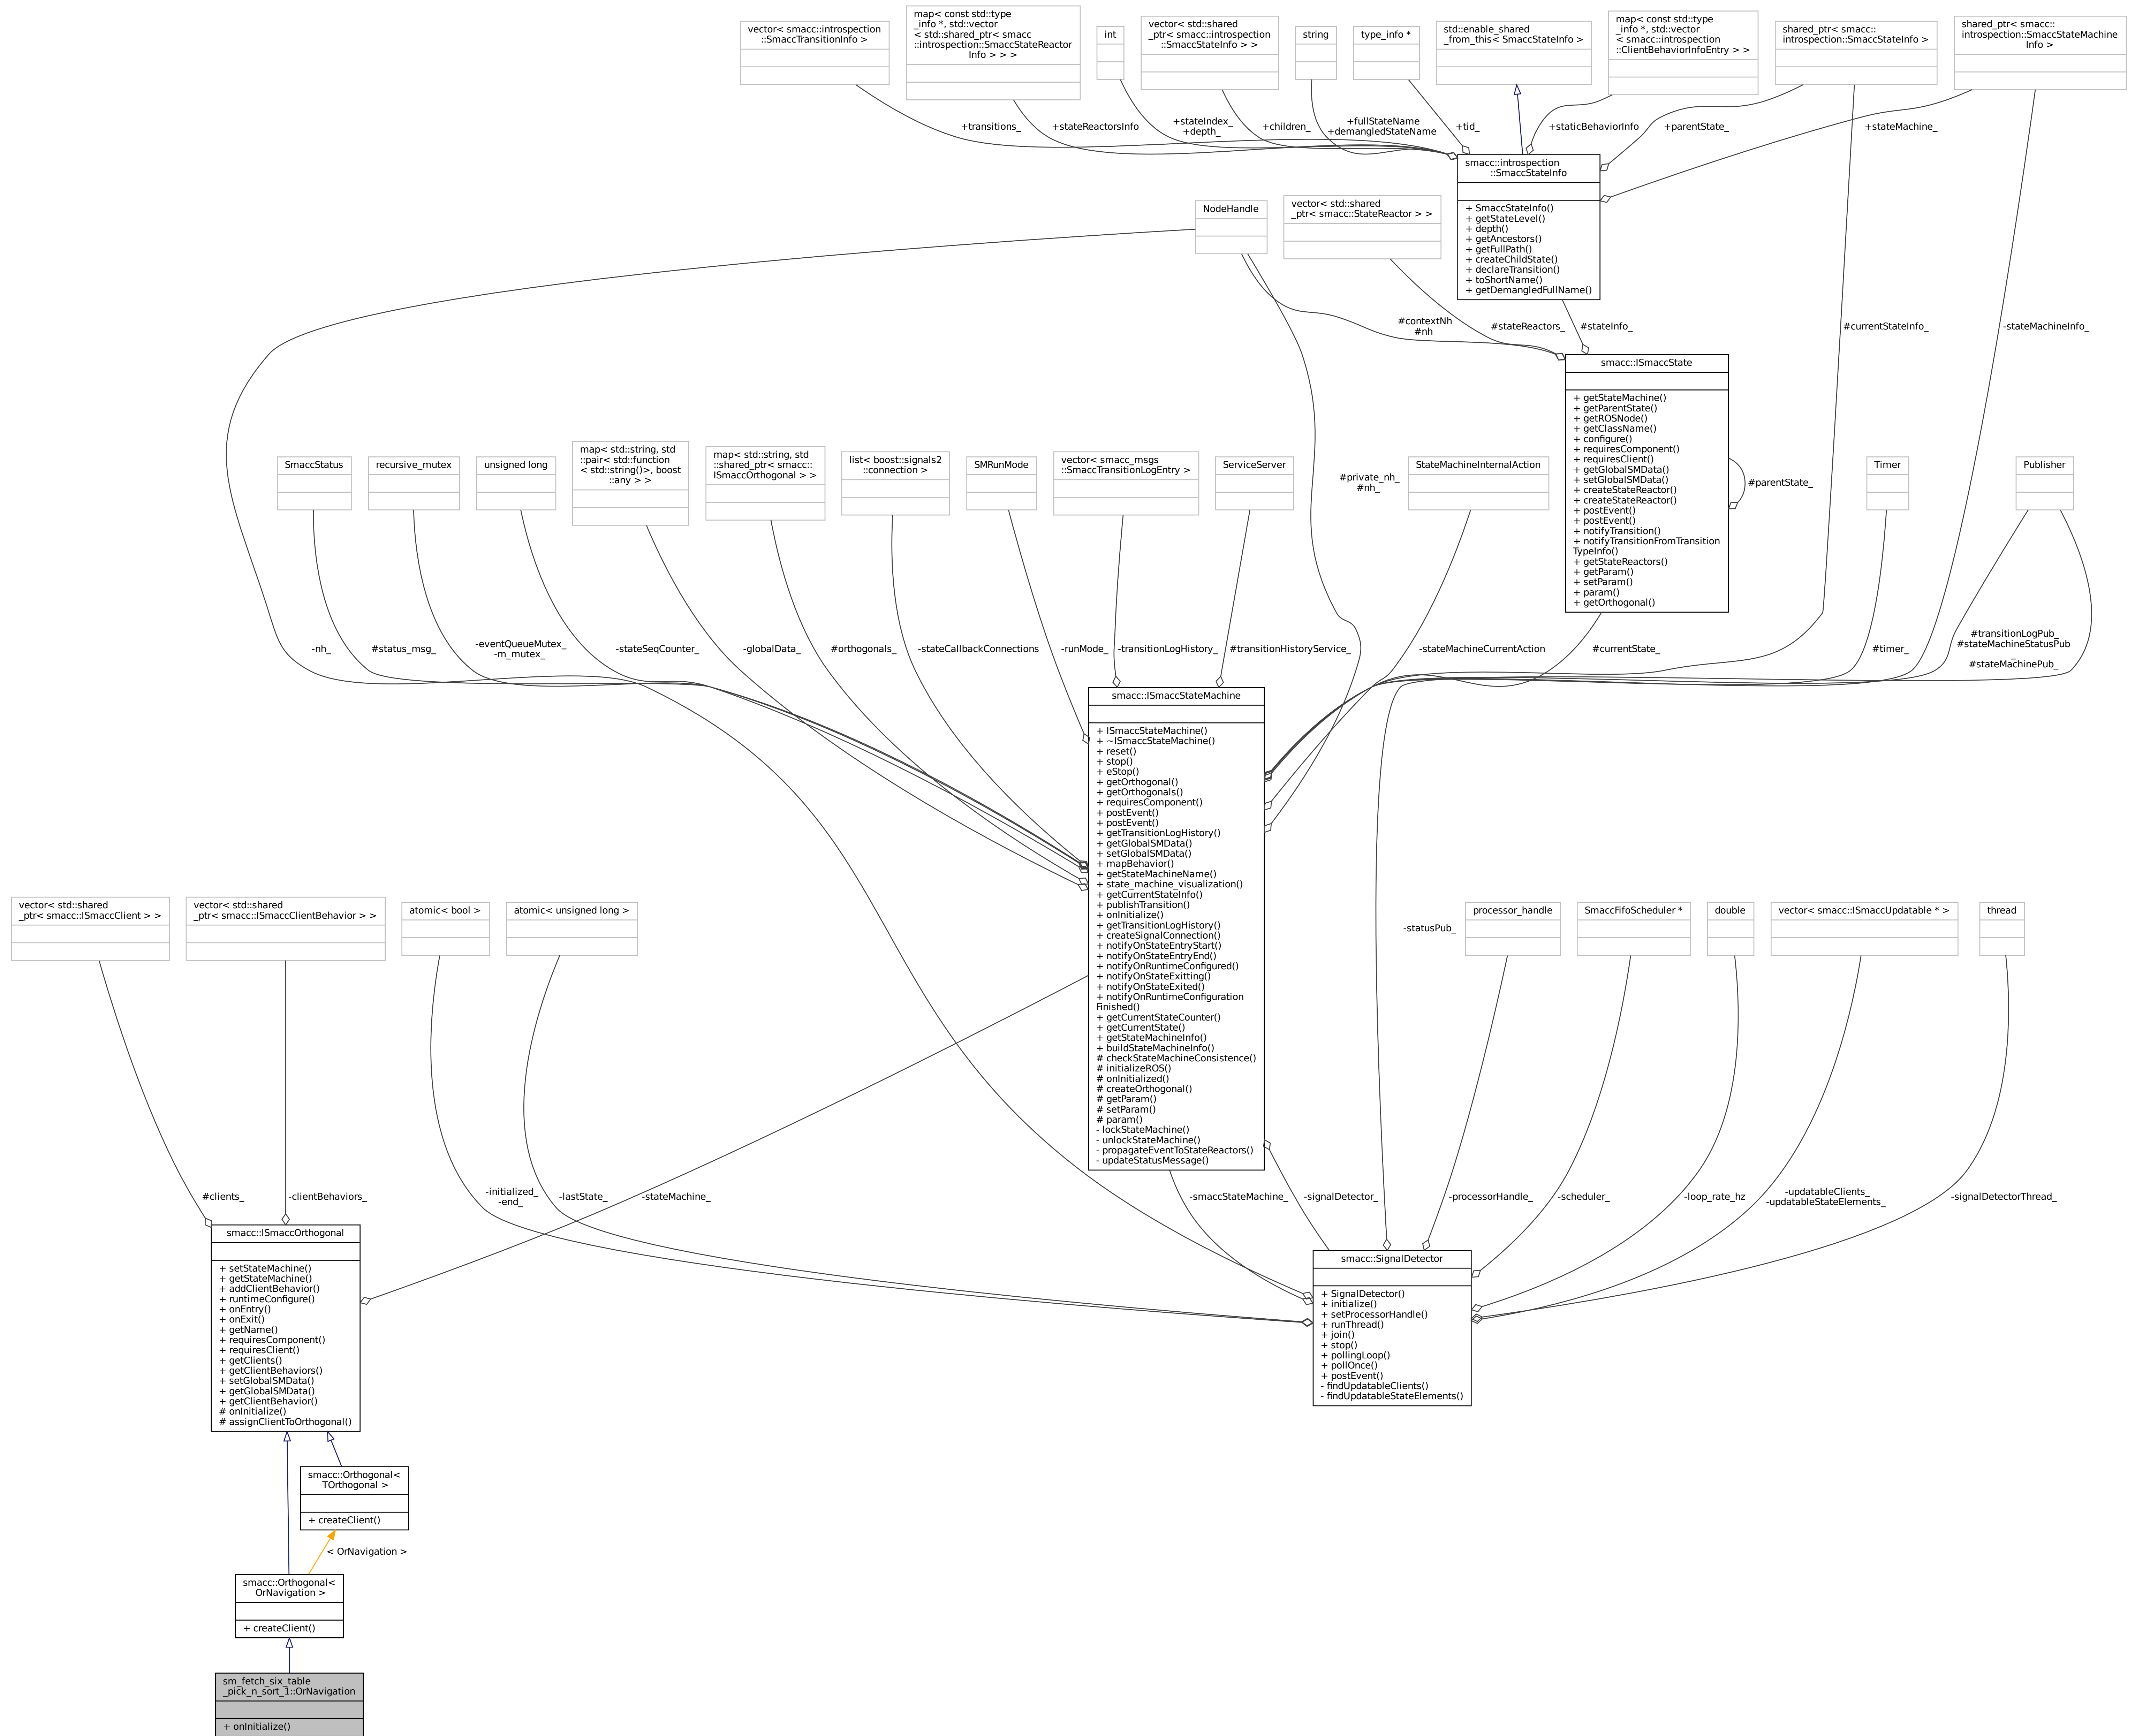 vector< smacc::introspection
::SmaccTransitionInfo >
map< const std::type
_info *, std::vector
< std::shared_ptr< smacc
::introspection::SmaccStateReactor
Info > > >
int
vector< std::shared
_ptr< smacc::introspection
::SmaccStateInfo > >
string
type_info *
std::enable_shared
_from_this< SmaccStateInfo >
map< const std::type
_info *, std::vector
< smacc::introspection
::ClientBehaviorInfoEntry > >
shared_ptr< smacc::
introspection::SmaccStateInfo >
shared_ptr< smacc::
introspection::SmaccStateMachine
Info >
+transitions_
+stateReactorsInfo
+stateIndex_
+depth_
+children_
+fullStateName
+demangledStateName
+tid_
+staticBehaviorInfo
+parentState_
+stateMachine_
smacc::introspection
::SmaccStateInfo
+ SmaccStateInfo()
+ getStateLevel()
+ depth()
+ getAncestors()
+ getFullPath()
+ createChildState()
+ declareTransition()
+ toShortName()
+ getDemangledFullName()
NodeHandle
vector< std::shared
_ptr< smacc::StateReactor > >
#contextNh
#nh
#stateReactors_
#stateInfo_
#currentStateInfo_
-stateMachineInfo_
smacc::ISmaccState
+ getStateMachine()
+ getParentState()
+ getROSNode()
+ getClassName()
+ configure()
+ requiresComponent()
+ requiresClient()
+ getGlobalSMData()
+ setGlobalSMData()
+ createStateReactor()
+ createStateReactor()
+ postEvent()
+ postEvent()
+ notifyTransition()
+ notifyTransitionFromTransition
TypeInfo()
+ getStateReactors()
+ getParam()
+ setParam()
+ param()
+ getOrthogonal()
#parentState_
SmaccStatus
recursive_mutex
unsigned long
map< std::string, std
::pair< std::function
< std::string()>, boost
::any > >
map< std::string, std
::shared_ptr< smacc::
ISmaccOrthogonal > >
list< boost::signals2
::connection >
SMRunMode
vector< smacc_msgs
::SmaccTransitionLogEntry >
ServiceServer
#private_nh_
#nh_
StateMachineInternalAction
Timer
Publisher
-nh_
#status_msg_
-eventQueueMutex_
-m_mutex_
-stateSeqCounter_
-globalData_
#orthogonals_
-stateCallbackConnections
-runMode_
-transitionLogHistory_
#transitionHistoryService_
-stateMachineCurrentAction
#currentState_
#timer_
#transitionLogPub_
#stateMachineStatusPub
_
#stateMachinePub_
smacc::ISmaccStateMachine
+ ISmaccStateMachine()
+ ~ISmaccStateMachine()
+ reset()
+ stop()
+ eStop()
+ getOrthogonal()
+ getOrthogonals()
+ requiresComponent()
+ postEvent()
+ postEvent()
+ getTransitionLogHistory()
+ getGlobalSMData()
+ setGlobalSMData()
+ mapBehavior()
+ getStateMachineName()
+ state_machine_visualization()
+ getCurrentStateInfo()
+ publishTransition()
+ onInitialize()
+ getTransitionLogHistory()
+ createSignalConnection()
+ notifyOnStateEntryStart()
+ notifyOnStateEntryEnd()
+ notifyOnRuntimeConfigured()
+ notifyOnStateExitting()
+ notifyOnStateExited()
+ notifyOnRuntimeConfiguration
Finished()
+ getCurrentStateCounter()
+ getCurrentState()
+ getStateMachineInfo()
+ buildStateMachineInfo()
# checkStateMachineConsistence()
# initializeROS()
# onInitialized()
# createOrthogonal()
# getParam()
# setParam()
# param()
- lockStateMachine()
- unlockStateMachine()
- propagateEventToStateReactors()
- updateStatusMessage()
vector< std::shared
_ptr< smacc::ISmaccClient > >
vector< std::shared
_ptr< smacc::ISmaccClientBehavior > >
atomic< bool >
atomic< unsigned long >
-statusPub_
processor_handle
SmaccFifoScheduler *
double
vector< smacc::ISmaccUpdatable * >
thread
#clients_
-clientBehaviors_
-initialized_
-end_
-lastState_
-stateMachine_
-smaccStateMachine_
-signalDetector_
-processorHandle_
-scheduler_
-loop_rate_hz
-updatableClients_
-updatableStateElements_
-signalDetectorThread_
smacc::ISmaccOrthogonal
+ setStateMachine()
+ getStateMachine()
+ addClientBehavior()
+ runtimeConfigure()
+ onEntry()
+ onExit()
+ getName()
+ requiresComponent()
+ requiresClient()
+ getClients()
+ getClientBehaviors()
+ setGlobalSMData()
+ getGlobalSMData()
+ getClientBehavior()
# onInitialize()
# assignClientToOrthogonal()
smacc::SignalDetector
+ SignalDetector()
+ initialize()
+ setProcessorHandle()
+ runThread()
+ join()
+ stop()
+ pollingLoop()
+ pollOnce()
+ postEvent()
- findUpdatableClients()
- findUpdatableStateElements()
smacc::Orthogonal<
TOrthogonal >
+ createClient()
< OrNavigation >
smacc::Orthogonal<
OrNavigation >
+ createClient()
sm_fetch_six_table
_pick_n_sort_1::OrNavigation
+ onInitialize()